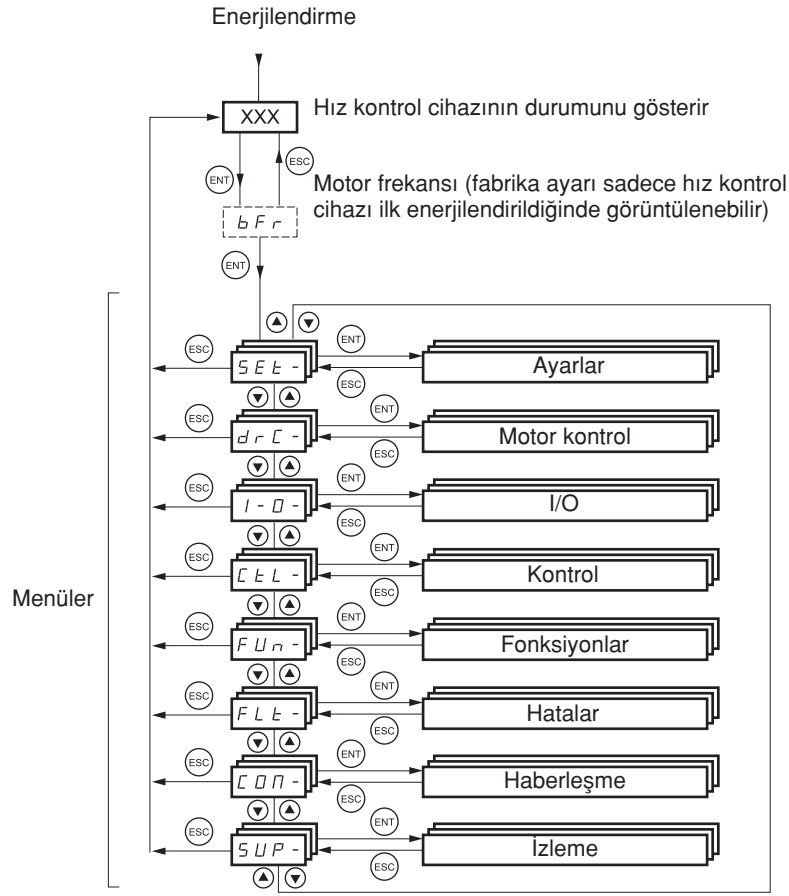 Enerjilendirme
XXX
Hız kontrol cihazının durumunu gösterir
ENT
ESC
Motor frekansı (fabrika ayarı sadece hız kontrol
cihazı ilk enerjilendirildiğinde görüntülenebilir)
bFr
ENT
Menüler
ESC
SEt-
ENT
ESC
Ayarlar
ESC
drC-
ENT
ESC
Motor kontrol
ESC
I-O-
ENT
ESC
I/O
ESC
CtL-
ENT
ESC
Kontrol
ESC
FUn-
ENT
ESC
Fonksiyonlar
ESC
FLt-
ENT
ESC
Hatalar
ESC
COM-
ENT
ESC
Haberleşme
ESC
SUP-
ENT
ESC
İzleme